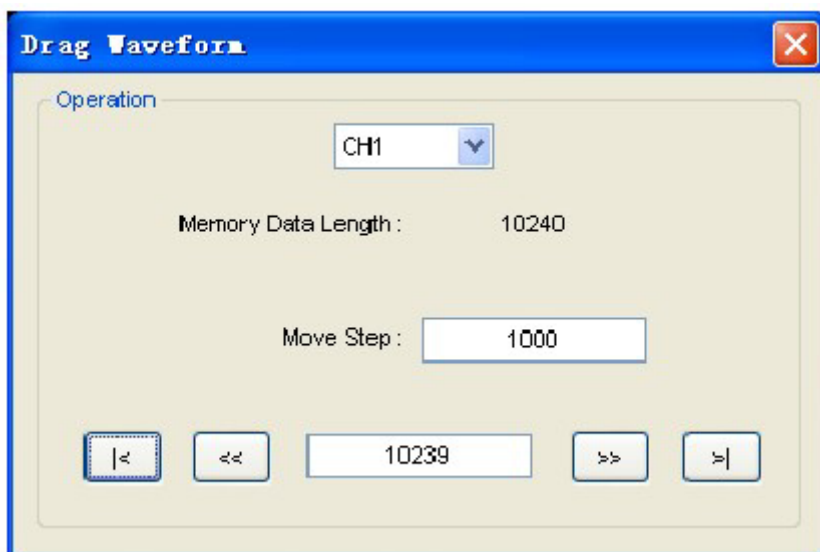 Drag Waveform
Operation
CH1
Memory Data Length : 10240
Move Step : 1000
|< << 10239 >> >|